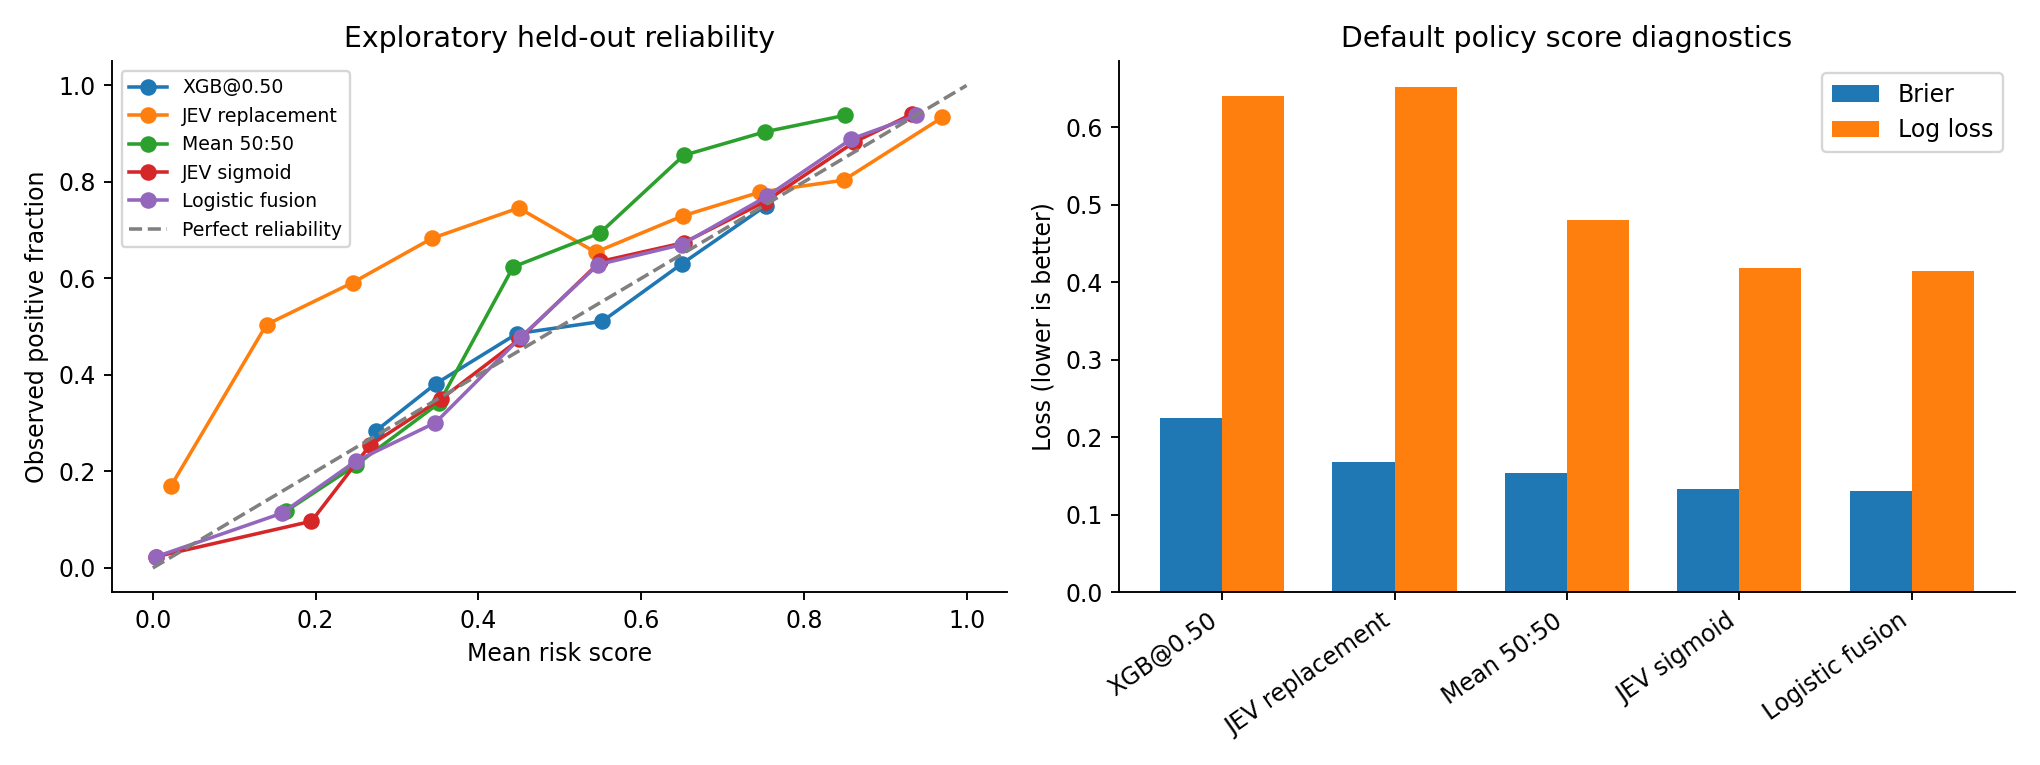 Exploratory held-out reliability
XGB@0.50
JEV replacement
Mean 50:50
JEV sigmoid
Logistic fusion
Perfect reliability
Observed positive fraction
1.0
0.8
0.6
0.4
0.2
0.0
0.0 0.2 0.4 0.6 0.8 1.0
Mean risk score
Default policy score diagnostics
Brier
Log loss
Loss (lower is better)
0.6
0.5
0.4
0.3
0.2
0.1
0.0
XGB@0.50
JEV replacement
Mean 50:50
JEV sigmoid
Logistic fusion